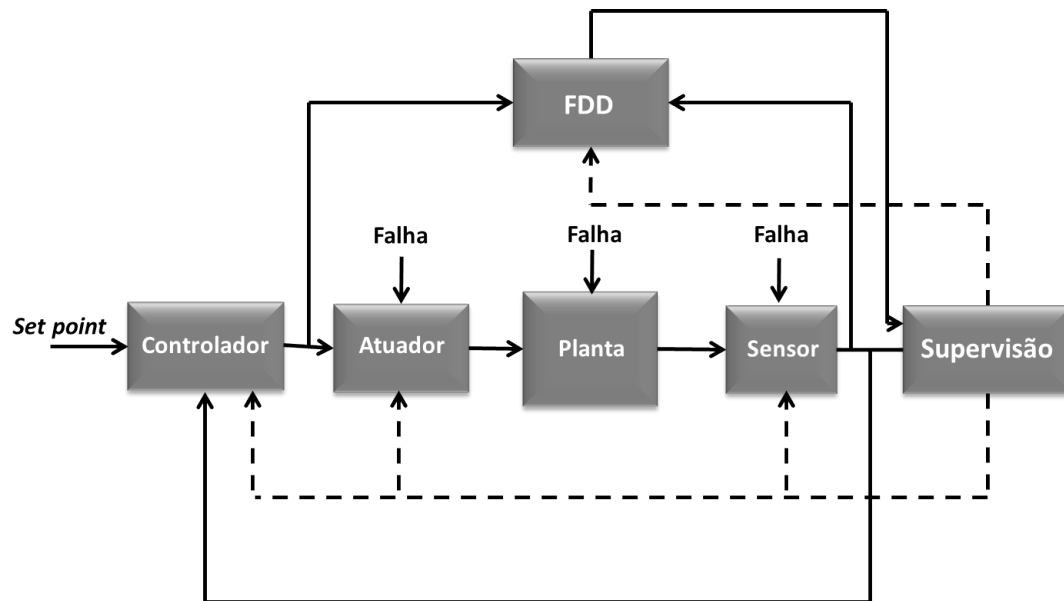 FDD
Falha
Falha
Falha
Set point
Controlador
Atuador
Planta
Sensor
Supervisão